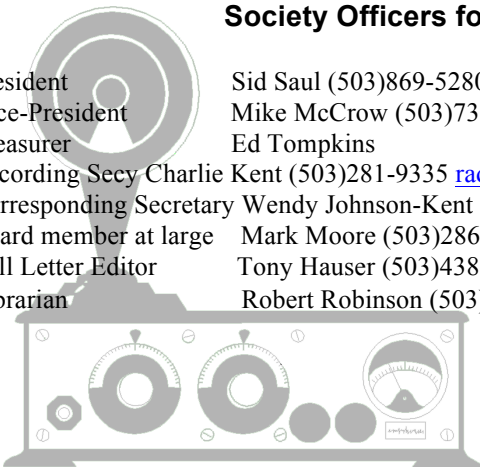 Society Officers fo
esident Sid Saul (503)869-5280
ce-President Mike McCrow (503)73
easurer Ed Tompkins
cording Secy Charlie Kent (503)281-9335 rad
rresponding Secretary Wendy Johnson-Kent
ard member at large Mark Moore (503)286
ll Letter Editor Tony Hauser (503)438
brarian Robert Robinson (503)